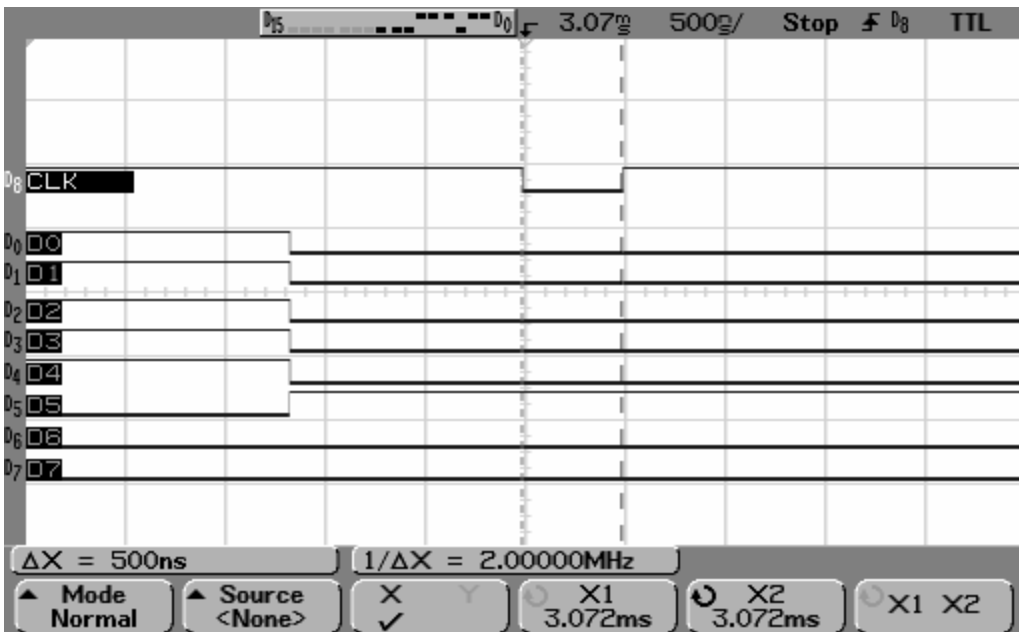 D15 D0 3.07ms 500ns/ Stop D8 TTL
D8 CLK
D0 D0
D1 D1
D2 D2
D3 D3
D4 D4
D5 D5
D6 D6
D7 D7
ΔX = 500ns 1/ΔX = 2.00000MHz
Mode Normal Source <None> X ✓ Y X1 3.072ms X2 3.072ms X1 X2